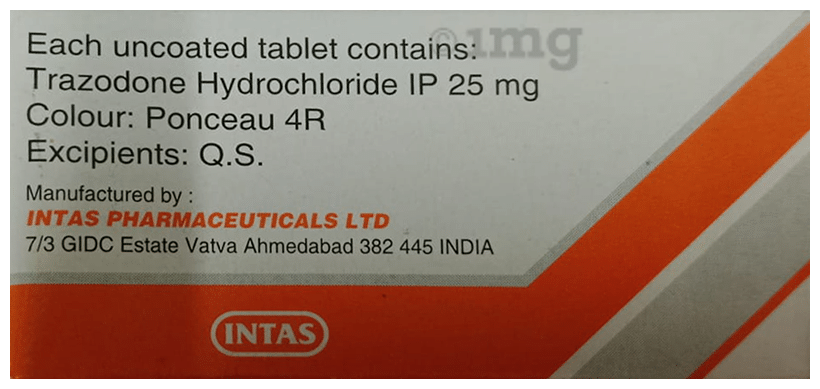 Each uncoated tablet contains:
©1mg
Trazodone Hydrochloride IP 25 mg
Colour: Ponceau 4R
Excipients: Q.S.
Manufactured by :
INTAS PHARMACEUTICALS LTD
7/3 GIDC Estate Vatva Ahmedabad 382 445 INDIA
INTAS